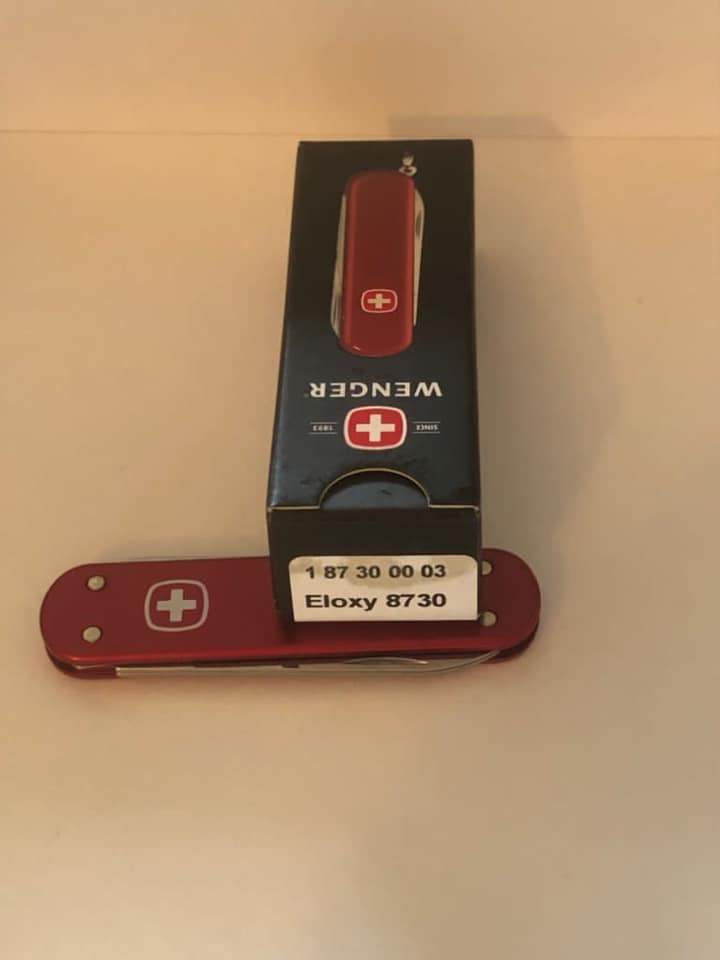 WENGER
SINCE 1893
1 87 30 00 03
Eloxy 8730